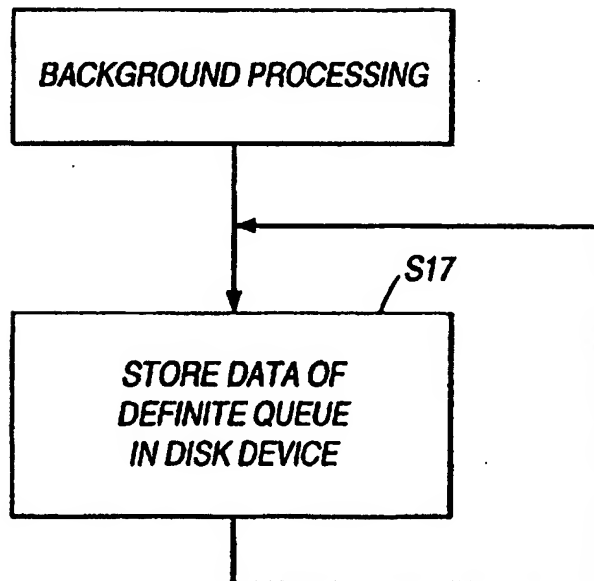 BACKGROUND PROCESSING
S17
STORE DATA OF
DEFINITE QUEUE
IN DISK DEVICE